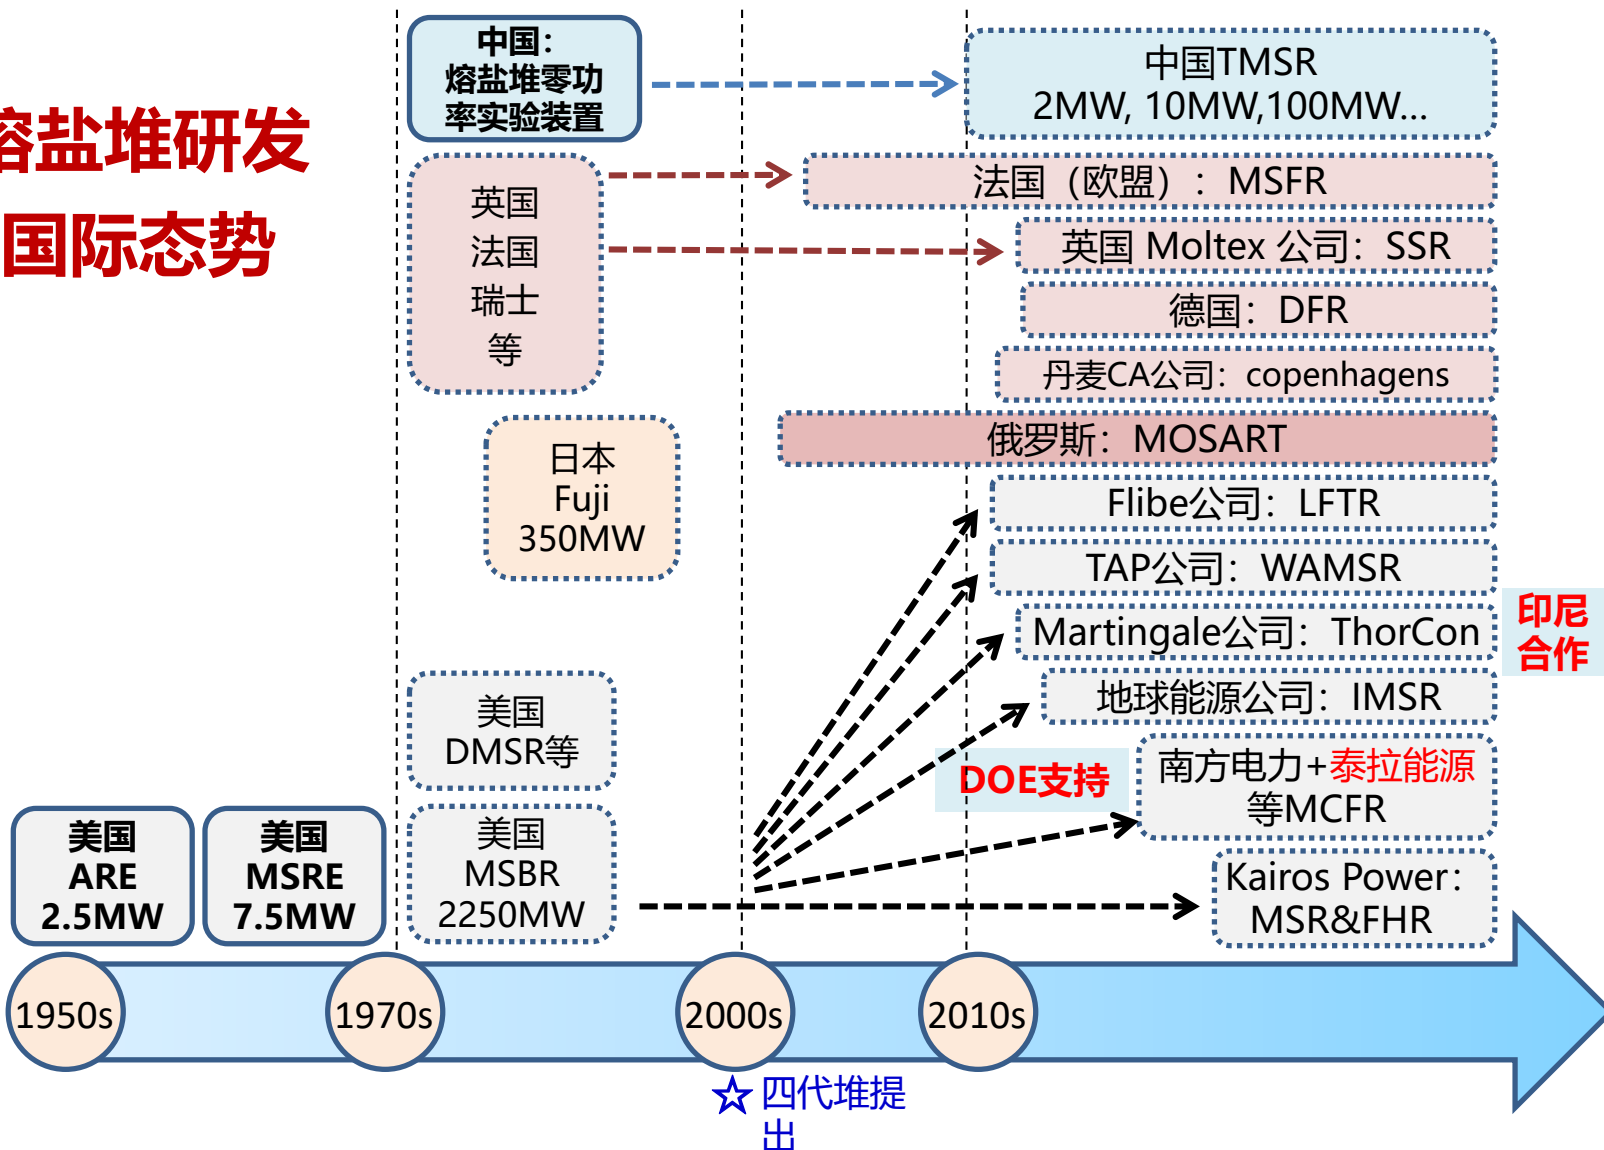 熔盐堆研发
国际态势
中国：
熔盐堆零功
率实验装置
中国TMSR
2MW, 10MW,100MW...
英国
法国
瑞士
等
法国（欧盟）：MSFR
英国 Moltex 公司：SSR
德国：DFR
丹麦CA公司：copenhagens
俄罗斯：MOSART
日本
Fuji
350MW
Flibe公司：LFTR
TAP公司：WAMSR
Martingale公司：ThorCon
印尼
合作
地球能源公司：IMSR
美国
DMSR等
DOE支持
南方电力+泰拉能源
等MCFR
美国
ARE
2.5MW
美国
MSRE
7.5MW
美国
MSBR
2250MW
Kairos Power：
MSR&FHR
1950s
1970s
2000s
2010s
☆ 四代堆提
出